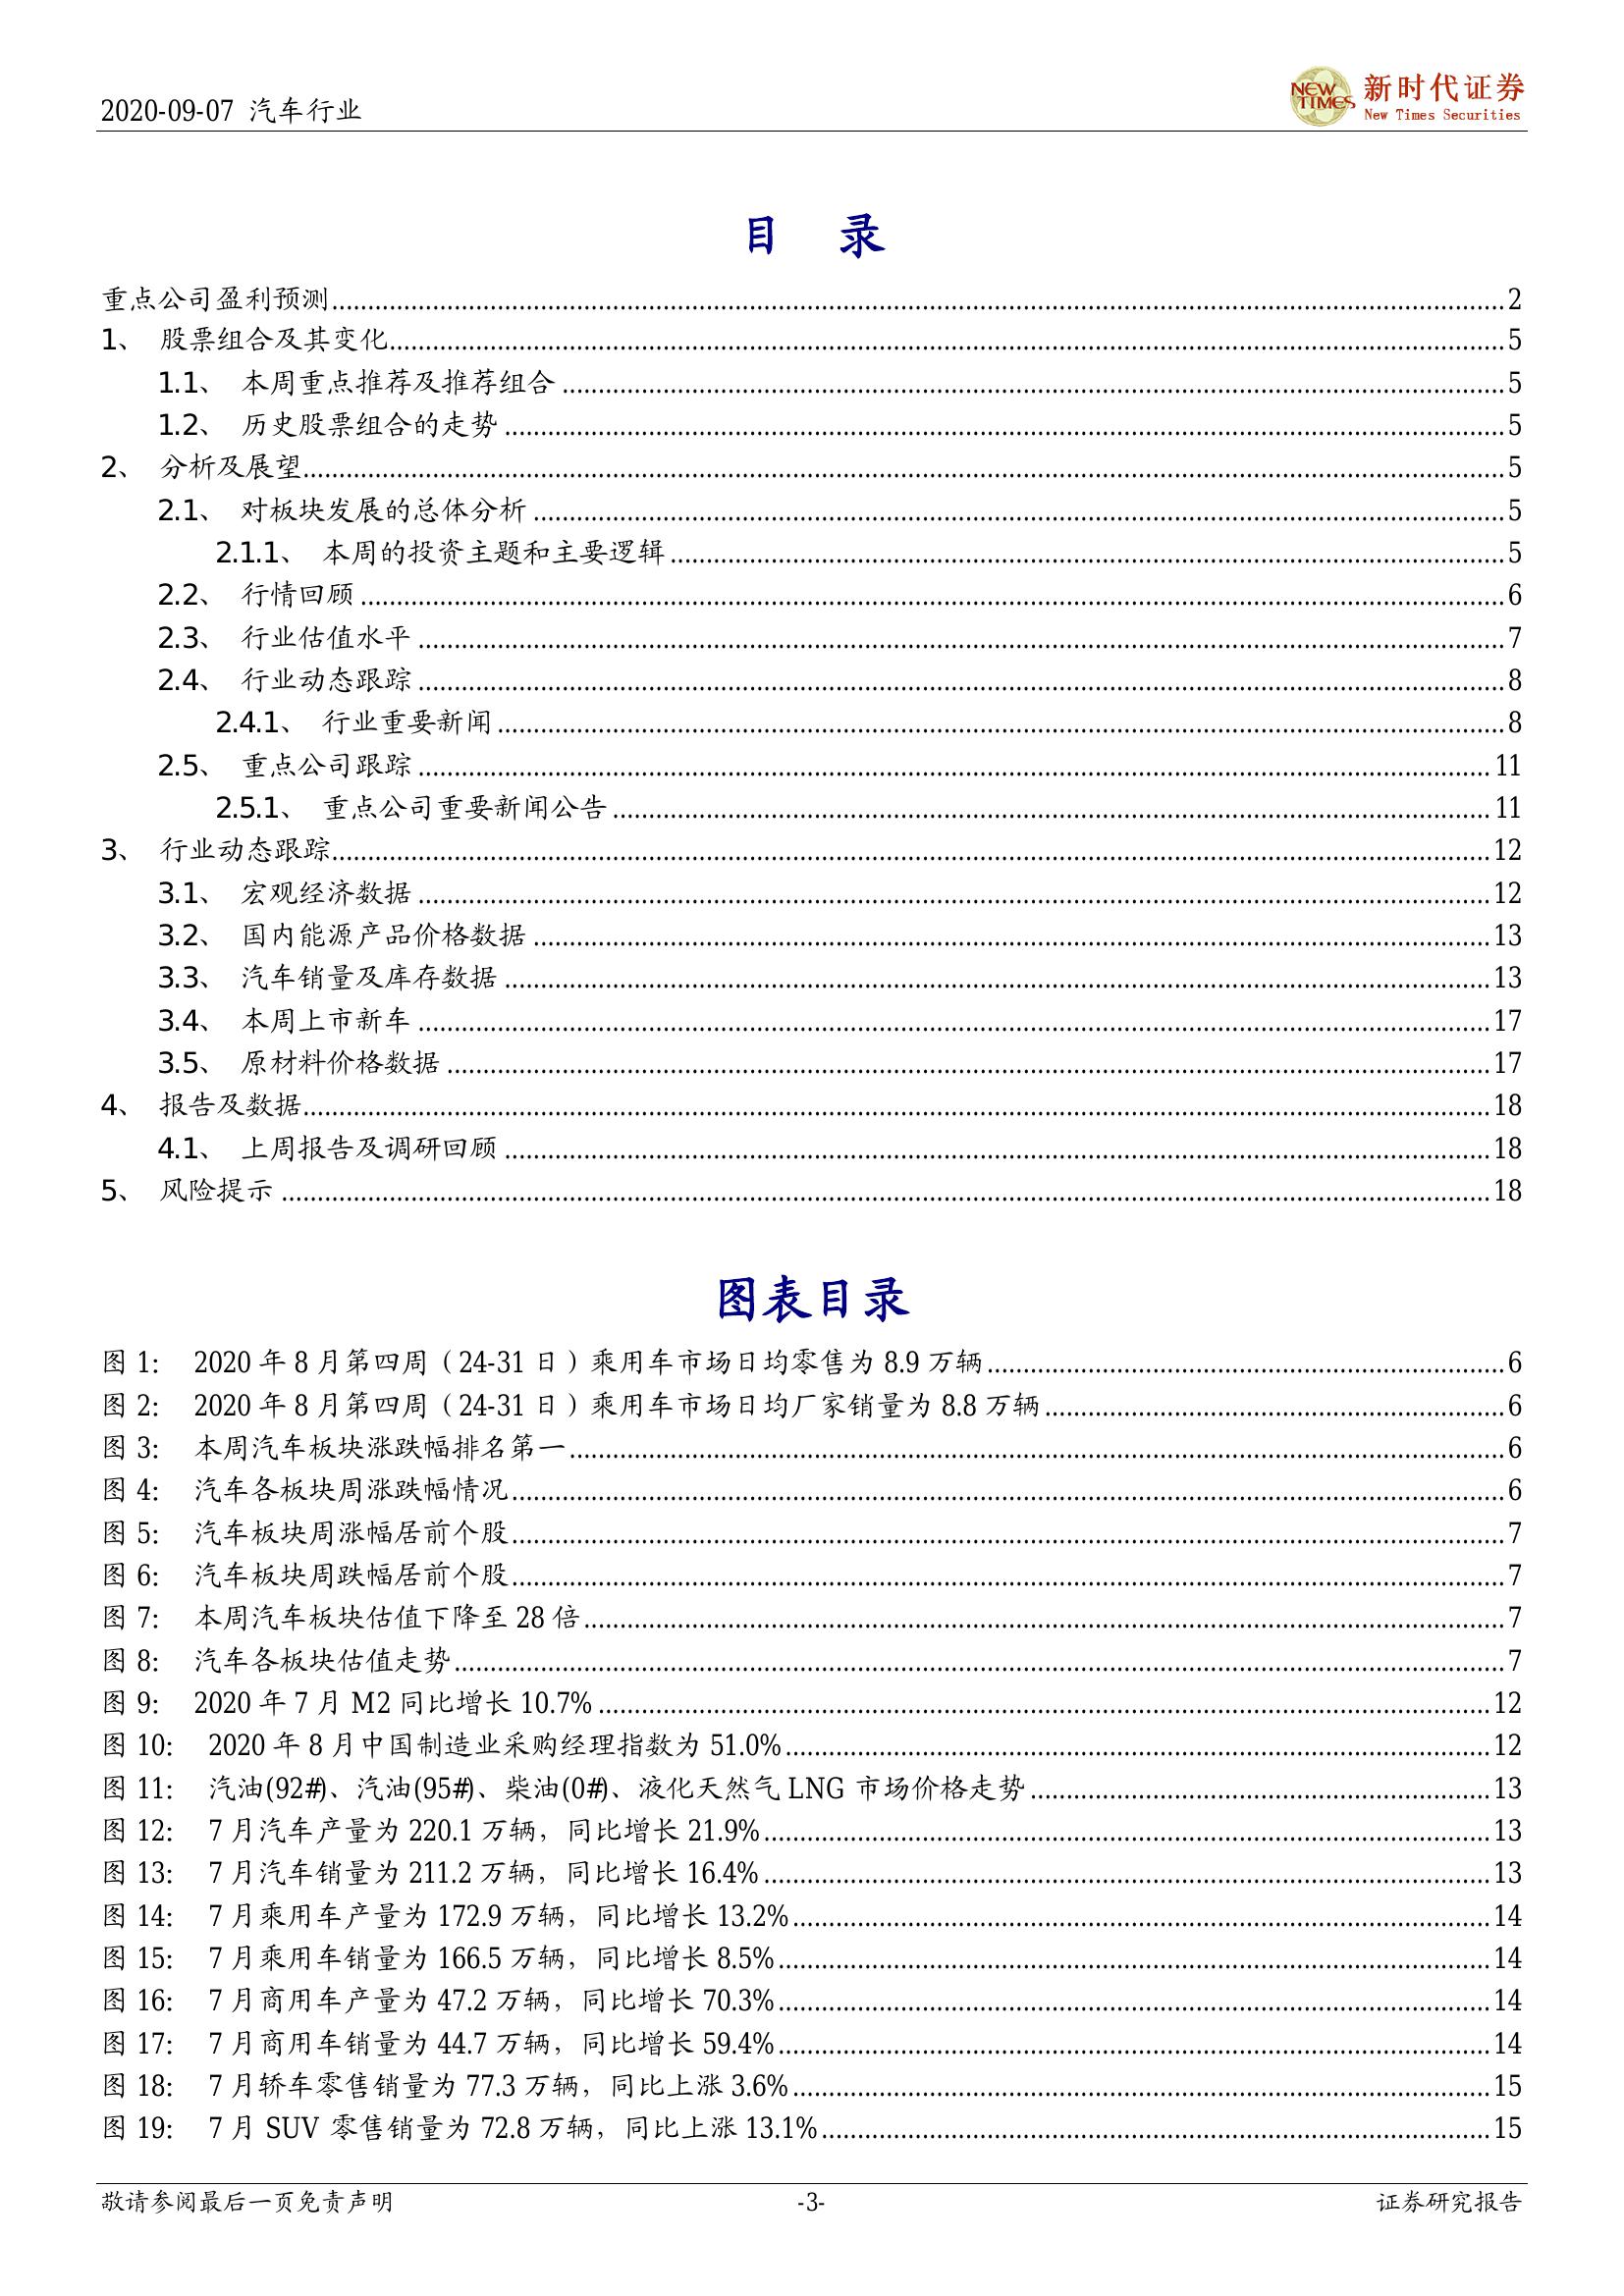 2020-09-07 汽车行业
NEW TIMES
新时代证券
New Times Securities
目 录
重点公司盈利预测 2
1、 股票组合及其变化 5
1.1、 本周重点推荐及推荐组合 5
1.2、 历史股票组合的走势 5
2、 分析及展望 5
2.1、 对板块发展的总体分析 5
2.1.1、 本周的投资主题和主要逻辑 5
2.2、 行情回顾 6
2.3、 行业估值水平 7
2.4、 行业动态跟踪 8
2.4.1、 行业重要新闻 8
2.5、 重点公司跟踪 11
2.5.1、 重点公司重要新闻公告 11
3、 行业动态跟踪 12
3.1、 宏观经济数据 12
3.2、 国内能源产品价格数据 13
3.3、 汽车销量及库存数据 13
3.4、 本周上市新车 17
3.5、 原材料价格数据 17
4、 报告及数据 18
4.1、 上周报告及调研回顾 18
5、 风险提示 18
图表目录
图 1: 2020 年 8 月第四周（24-31 日）乘用车市场日均零售为 8.9 万辆 6
图 2: 2020 年 8 月第四周（24-31 日）乘用车市场日均厂家销量为 8.8 万辆 6
图 3: 本周汽车板块涨跌幅排名第一 6
图 4: 汽车各板块周涨跌幅情况 6
图 5: 汽车板块周涨幅居前个股 7
图 6: 汽车板块周跌幅居前个股 7
图 7: 本周汽车板块估值下降至 28 倍 7
图 8: 汽车各板块估值走势 7
图 9: 2020 年 7 月 M2 同比增长 10.7% 12
图 10: 2020 年 8 月中国制造业采购经理指数为 51.0% 12
图 11: 汽油(92#)、汽油(95#)、柴油(0#)、液化天然气 LNG 市场价格走势 13
图 12: 7 月汽车产量为 220.1 万辆，同比增长 21.9% 13
图 13: 7 月汽车销量为 211.2 万辆，同比增长 16.4% 13
图 14: 7 月乘用车产量为 172.9 万辆，同比增长 13.2% 14
图 15: 7 月乘用车销量为 166.5 万辆，同比增长 8.5% 14
图 16: 7 月商用车产量为 47.2 万辆，同比增长 70.3% 14
图 17: 7 月商用车销量为 44.7 万辆，同比增长 59.4% 14
图 18: 7 月轿车零售销量为 77.3 万辆，同比上涨 3.6% 15
图 19: 7 月 SUV 零售销量为 72.8 万辆，同比上涨 13.1% 15
敬请参阅最后一页免责声明 -3- 证券研究报告